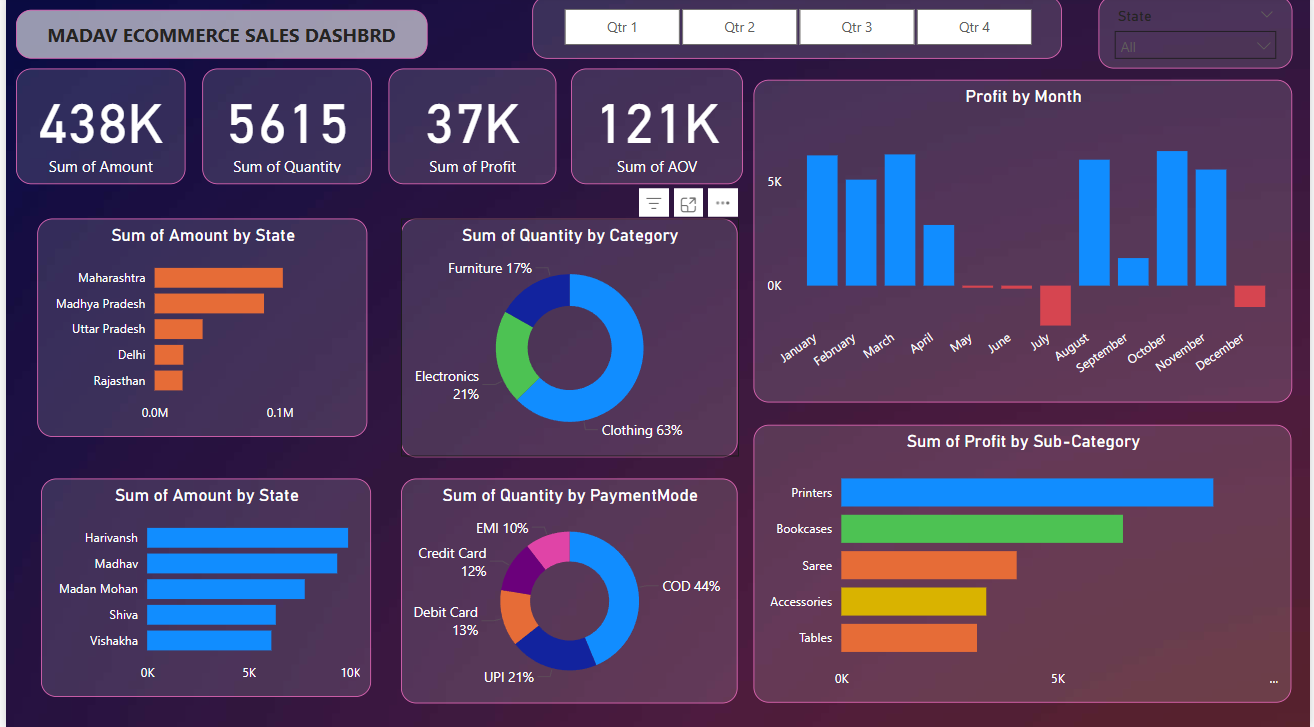 MADAV ECOMMERCE SALES DASHBRD
Qtr 1
Qtr 2
Qtr 3
Qtr 4
State
All
438K
Sum of Amount
5615
Sum of Quantity
37K
Sum of Profit
121K
Sum of AOV
Profit by Month
5K
0K
January
February
March
April
May
June
July
August
September
October
November
December
Sum of Amount by State
Maharashtra
Madhya Pradesh
Uttar Pradesh
Delhi
Rajasthan
0.0M
0.1M
Sum of Quantity by Category
Furniture 17%
Electronics
21%
Clothing 63%
Sum of Profit by Sub-Category
Printers
Bookcases
Saree
Accessories
Tables
0K
5K
...
Sum of Amount by State
Harivansh
Madhav
Madan Mohan
Shiva
Vishakha
0K
5K
10K
Sum of Quantity by PaymentMode
EMI 10%
Credit Card
12%
Debit Card
13%
UPI 21%
COD 44%